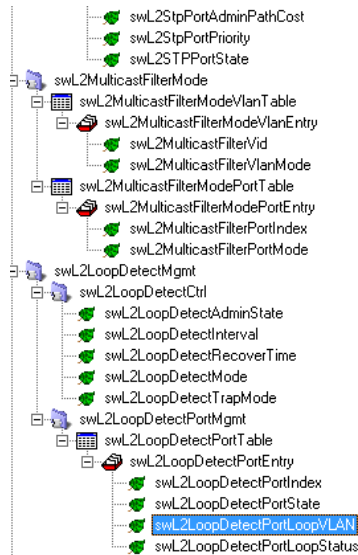 swL2StpPortAdminPathCost
swL2StpPortPriority
swL2STPPortState
swL2MulticastFilterMode
swL2MulticastFilterModeVlanTable
swL2MulticastFilterModeVlanEntry
swL2MulticastFilterVid
swL2MulticastFilterVlanMode
swL2MulticastFilterModePortTable
swL2MulticastFilterModePortEntry
swL2MulticastFilterPortIndex
swL2MulticastFilterPortMode
swL2LoopDetectMgmt
swL2LoopDetectCtrl
swL2LoopDetectAdminState
swL2LoopDetectInterval
swL2LoopDetectRecoverTime
swL2LoopDetectMode
swL2LoopDetectTrapMode
swL2LoopDetectPortMgmt
swL2LoopDetectPortTable
swL2LoopDetectPortEntry
swL2LoopDetectPortIndex
swL2LoopDetectPortState
swL2LoopDetectPortLoopVLAN
swL2LoopDetectPortLoopStatus